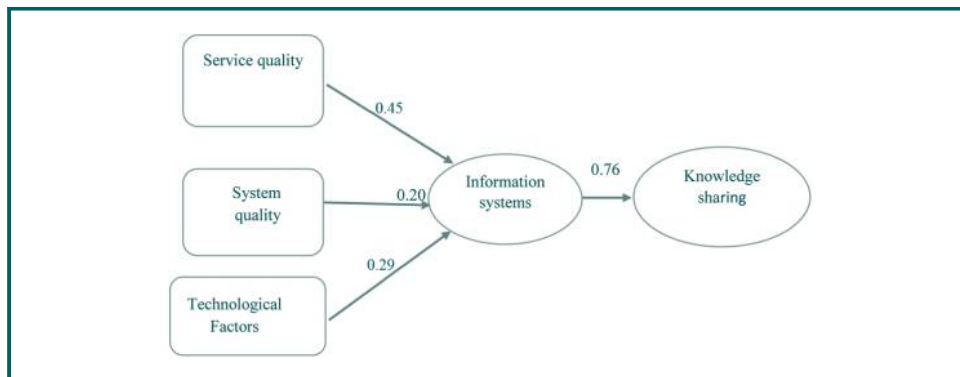 Service quality
0.45
System
quality
0.20
Technological
Factors
0.29
Information
systems
0.76
Knowledge
sharing